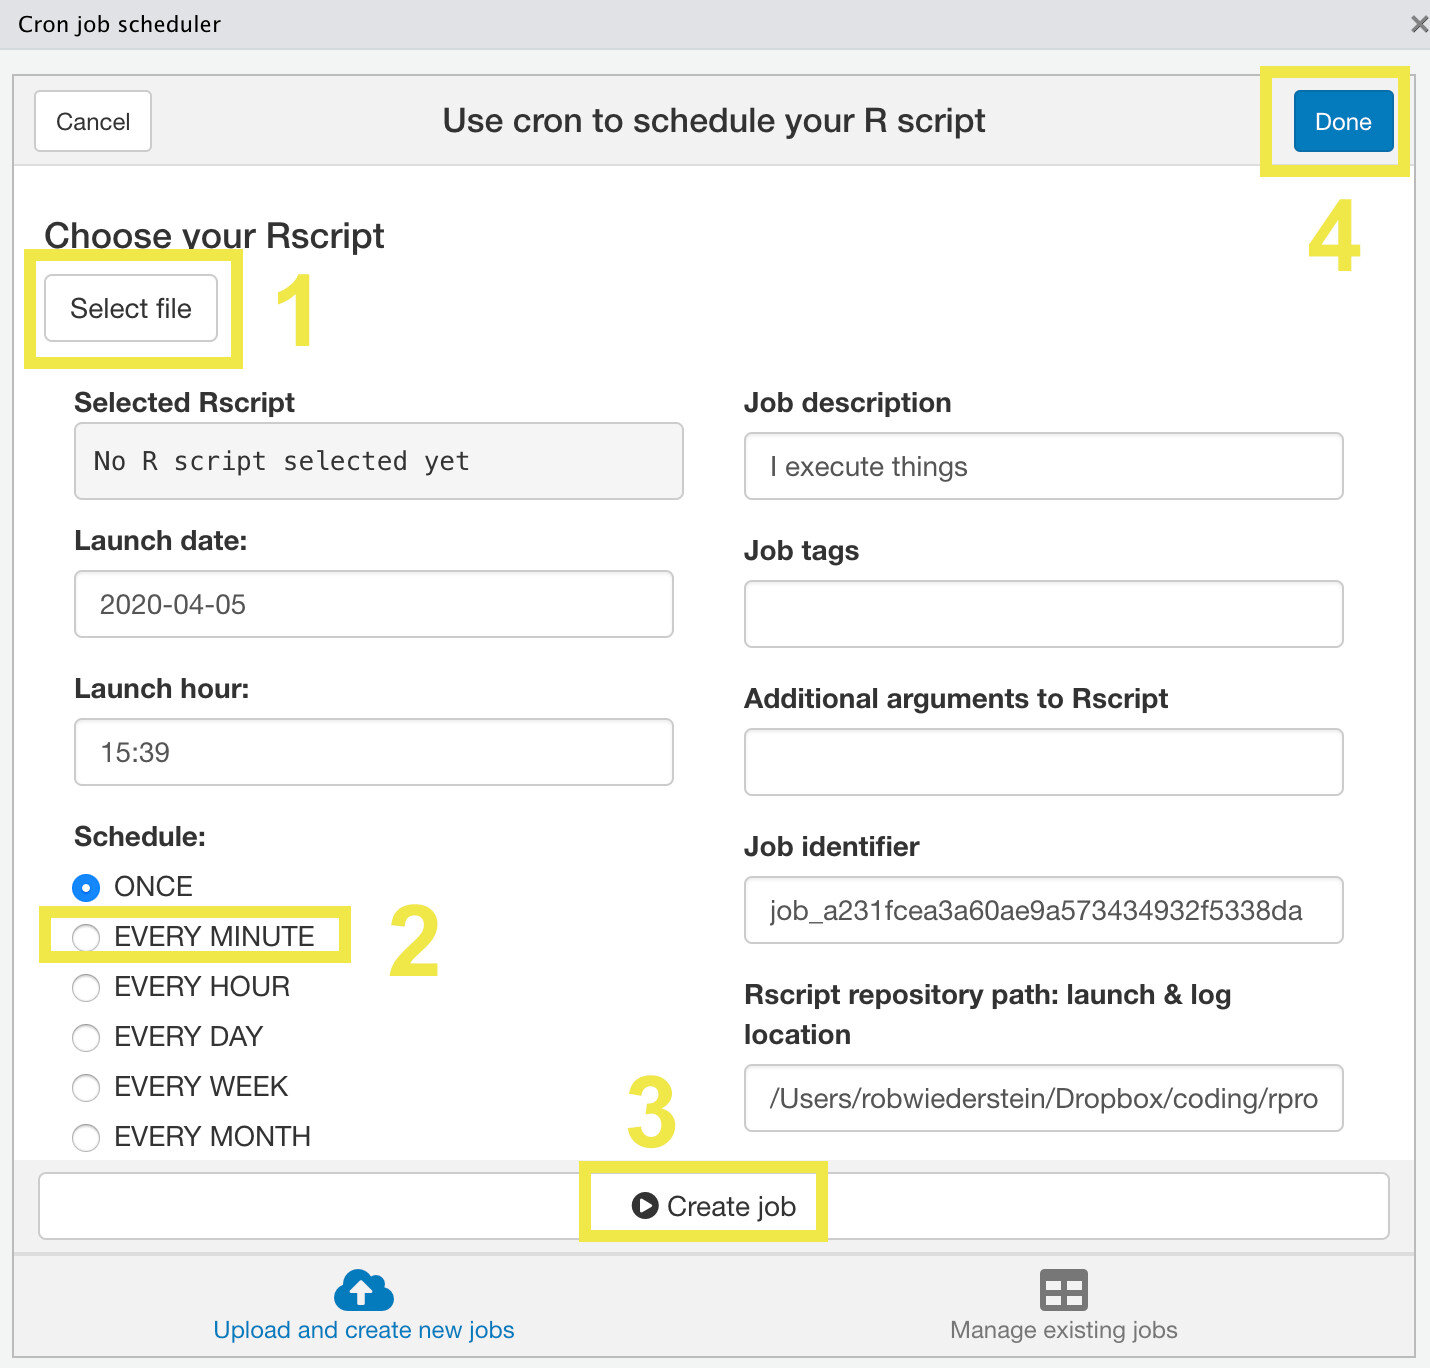 Cron job scheduler
Cancel
Use cron to schedule your R script
Done
4
Choose your Rscript
Select file
1
Selected Rscript
No R script selected yet
Launch date:
2020-04-05
Launch hour:
15:39
Schedule:
ONCE
EVERY MINUTE
2
EVERY HOUR
EVERY DAY
EVERY WEEK
EVERY MONTH
Job description
I execute things
Job tags
Additional arguments to Rscript
Job identifier
job_a231fcea3a60ae9a573434932f5338da
Rscript repository path: launch & log
location
/Users/robwiederstein/Dropbox/coding/rpro
3
Create job
Upload and create new jobs
Manage existing jobs